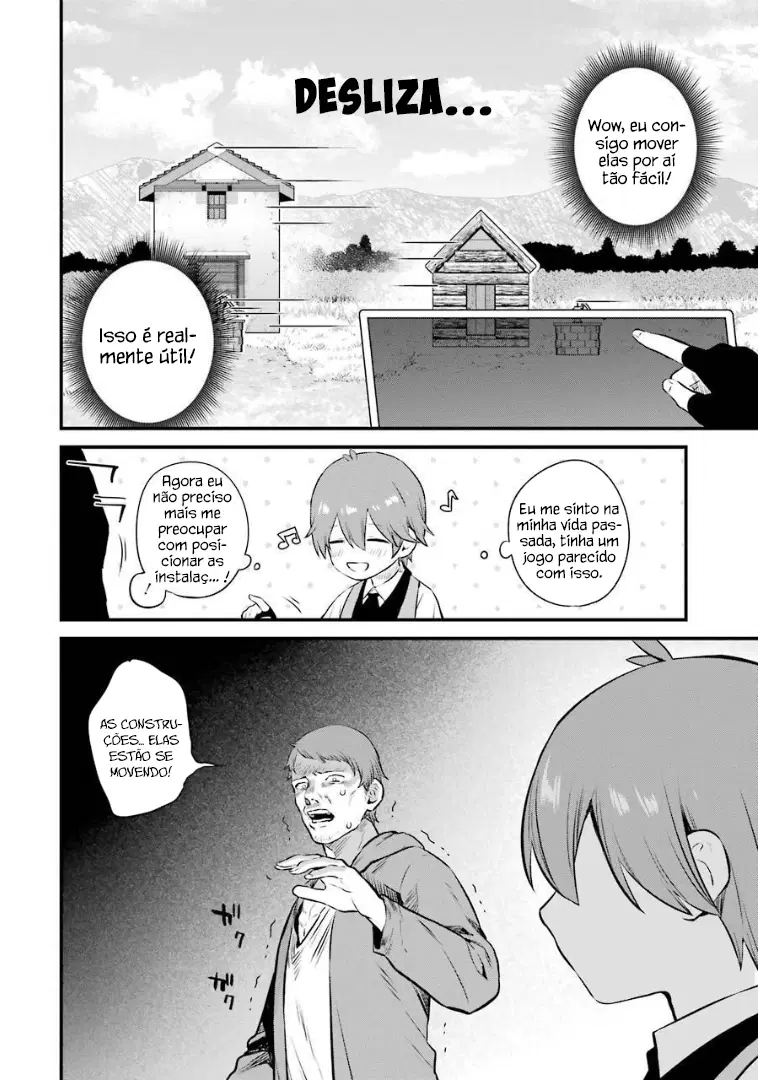 DESLIZA...
Wow, eu con-
sigo mover
elas por aí
tão fácil!
Isso é real-
mente útil!
Eu me sinto na
minha vida pas-
sada, tinha um
jogo parecido
com isso.
Agora eu
não preciso
mais me
preocupar
com posi-
cionar as
instalaç... !
AS CONSTRU-
ÇÕES... ELAS
ESTÃO SE
MOVENDO!
ガク
ガク